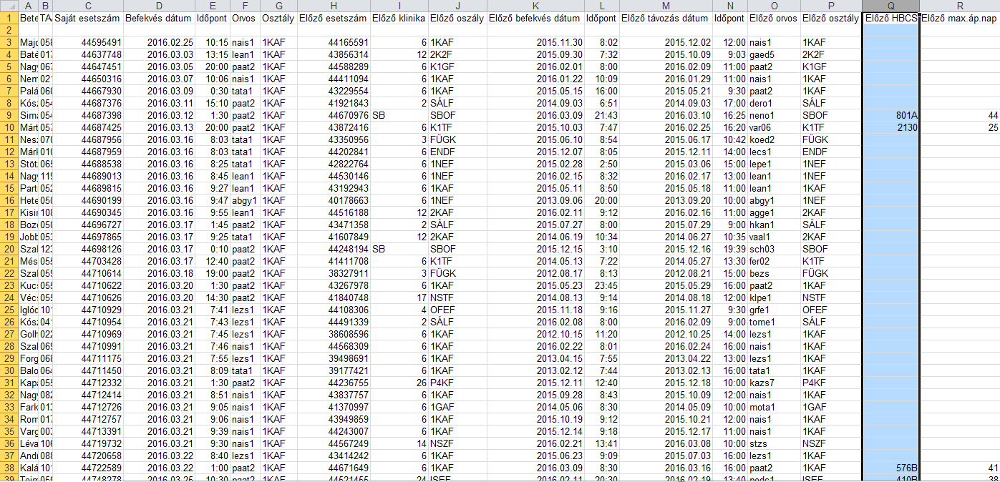 A B C D E F G H I J K L M N O P Q R
1 Bete TA. Saját esetszám Befekvés dátum Időpont Orvos Osztály Előző esetszám Előző klinika Előző oszály Előző befekvés dátum Időpont Előző távozás dátum Időpont Előző orvos Előző osztály Előző HBCS Előző max.áp.nap
2
3 Majo 058 44595491 2016.02.25 10:15 nais1 1KAF 44165591 6 1KAF 2015.11.30 8:02 2015.12.02 12:00 nais1 1KAF
4 Baté 017 44637748 2016.03.03 13:15 lean1 1KAF 43856314 12 2K2F 2015.09.30 7:32 2015.10.09 9:03 gaed5 2K2F
5 Nagy 067 44647451 2016.03.05 20:00 paat2 1KAF 44588289 6 K1GF 2016.02.01 8:00 2016.02.09 11:00 paat2 K1GF
6 Nem 021 44650316 2016.03.07 10:06 nais1 1KAF 44411094 6 1KAF 2016.01.22 10:09 2016.01.29 11:00 nais1 1KAF
7 Palá 060 44667930 2016.03.09 0:30 tata1 1KAF 43229554 6 1KAF 2015.05.15 16:00 2015.05.21 9:30 paat2 1KAF
8 Kósz 054 44687376 2016.03.11 15:10 paat2 1KAF 41921843 2 SÁLF 2014.09.03 6:51 2014.09.03 17:00 dero1 SÁLF
9 Sima 054 44687398 2016.03.12 1:30 paat2 1KAF 44670976 SB SBOF 2016.03.09 21:43 2016.03.10 16:25 neno1 SBOF 801A 44
10 Márt 057 44687425 2016.03.13 20:00 paat2 1KAF 43872416 6 K1TF 2015.10.03 7:47 2016.02.25 16:20 var06 K1TF 2130 25
11 Nesz 070 44687956 2016.03.16 8:03 tata1 1KAF 43350956 3 FÜGK 2015.06.10 8:54 2015.06.17 10:42 koed2 FÜGK
12 Márk 010 44687959 2016.03.16 8:03 tata1 1KAF 44202841 6 ENDF 2015.12.07 8:05 2015.12.11 14:00 lecs1 ENDF
13 Stöt 065 44688538 2016.03.16 8:25 tata1 1KAF 42822764 6 1NEF 2015.02.28 2:50 2015.03.06 15:00 lepe1 1NEF
14 Nagy 119 44689013 2016.03.16 8:45 lean1 1KAF 44530146 6 1KAF 2016.02.15 8:32 2016.02.17 13:00 lean1 1KAF
15 Parti 052 44689815 2016.03.16 9:27 lean1 1KAF 43192943 6 1KAF 2015.05.11 8:50 2015.05.18 11:00 lean1 1KAF
16 Hete 050 44690199 2016.03.16 9:47 abgy1 1KAF 40178663 6 1NEF 2013.09.06 20:00 2013.09.20 10:00 abgy1 1NEF
17 Kisin 108 44690345 2016.03.16 9:55 lean1 1KAF 44516188 12 2KAF 2016.02.11 9:12 2016.02.16 11:00 agge1 2KAF
18 Bozó 050 44696727 2016.03.17 1:45 paat2 1KAF 43471358 2 SÁLF 2015.07.27 8:00 2015.07.29 9:00 hkan1 SÁLF
19 Jobb 053 44697865 2016.03.17 9:25 tata1 1KAF 41607849 12 2KAF 2014.06.19 10:34 2014.06.27 10:35 vaal1 2KAF
20 Szal 123 44698126 2016.03.17 0:10 paat2 1KAF 44248194 SB SBOF 2015.12.15 3:10 2015.12.16 19:39 sch03 SBOF
21 Més 055 44703428 2016.03.17 12:40 paat2 1KAF 41411708 6 K1TF 2014.05.13 7:22 2014.05.27 13:30 fer02 K1TF
22 Szal 059 44710614 2016.03.18 19:00 paat2 1KAF 38327911 3 FÜGK 2012.08.17 8:13 2012.08.21 15:00 bezs FÜGK
23 Kuc 055 44710622 2016.03.20 1:30 paat2 1KAF 43267978 6 1KAF 2015.05.23 23:45 2015.05.29 16:00 paat2 1KAF
24 Vécs 055 44710626 2016.03.20 14:30 paat2 1KAF 41840748 17 NSTF 2014.08.13 9:14 2014.08.18 12:00 klpe1 NSTF
25 Iglód 101 44710929 2016.03.21 7:41 lezs1 1KAF 44108306 4 OFEF 2015.11.18 9:16 2015.11.27 9:30 grfe1 OFEF
26 Kósz 041 44710954 2016.03.21 7:43 lezs1 1KAF 44491339 2 SÁLF 2016.02.08 8:00 2016.02.09 9:00 tome1 SÁLF
27 Golh 022 44710969 2016.03.21 7:45 lezs1 1KAF 38608596 6 1KAF 2012.10.15 11:20 2012.10.25 14:00 lezs1 1KAF
28 Szal 069 44710991 2016.03.21 7:46 nais1 1KAF 44568309 6 1KAF 2016.02.22 8:01 2016.02.24 16:00 nais1 1KAF
29 Forg 068 44711175 2016.03.21 7:55 lezs1 1KAF 39498691 6 1KAF 2013.04.15 7:55 2013.04.22 13:00 lezs1 1KAF
30 Balo 064 44711450 2016.03.21 8:09 tata1 1KAF 39177421 6 1KAF 2013.02.12 7:44 2013.02.13 16:00 tata1 1KAF
31 Kapa 055 44712332 2016.03.21 1:30 paat2 1KAF 44236755 26 P4KF 2015.12.11 12:40 2015.12.18 10:00 kazs7 P4KF
32 Nagy 082 44712414 2016.03.21 8:51 nais1 1KAF 43837757 6 1KAF 2015.09.28 8:43 2015.10.09 12:00 nais1 1KAF
33 Fark 013 44712726 2016.03.21 9:05 nais1 1KAF 41370997 6 1GAF 2014.05.06 8:30 2014.05.09 10:00 mota1 1GAF
34 Rom 017 44712757 2016.03.21 9:06 nais1 1KAF 43949859 6 1KAF 2015.10.19 9:12 2015.10.21 12:00 nais1 1KAF
35 Varg 003 44713391 2016.03.21 9:39 nais1 1KAF 44243007 6 1KAF 2015.12.14 9:18 2015.12.17 11:00 nais1 1KAF
36 Léva 106 44719732 2016.03.21 9:30 nais1 1KAF 44567249 14 NSZF 2016.02.21 13:41 2016.03.08 10:00 stzs NSZF
37 Andr 088 44720658 2016.03.22 8:40 lezs1 1KAF 43414242 6 1KAF 2015.06.23 9:09 2015.07.03 16:00 lezs1 1KAF
38 Kalá 101 44722589 2016.03.22 1:00 paat2 1KAF 44671649 6 1KAF 2016.03.09 8:30 2016.03.16 16:00 paat2 1KAF 576B 41
39 44748278 2016.03.25 10:30 paat2 1KAF 44521455 24 ISEF 2016.02.11 20:30 2016.02.19 13:40 ISEF 410B 38